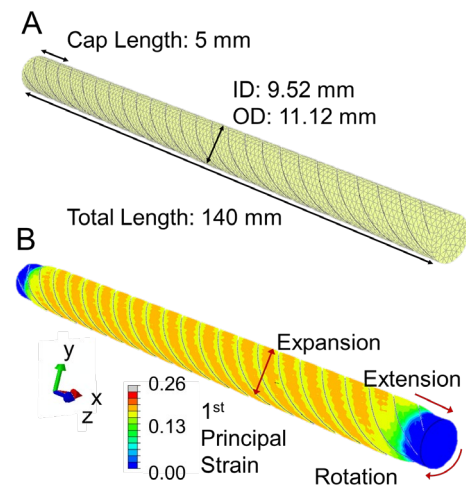 A
Cap Length: 5 mm
ID: 9.52 mm
OD: 11.12 mm
Total Length: 140 mm
B
Expansion
Extension
y
x
z
0.26
0.13
0.00
1st
Principal
Strain
Rotation